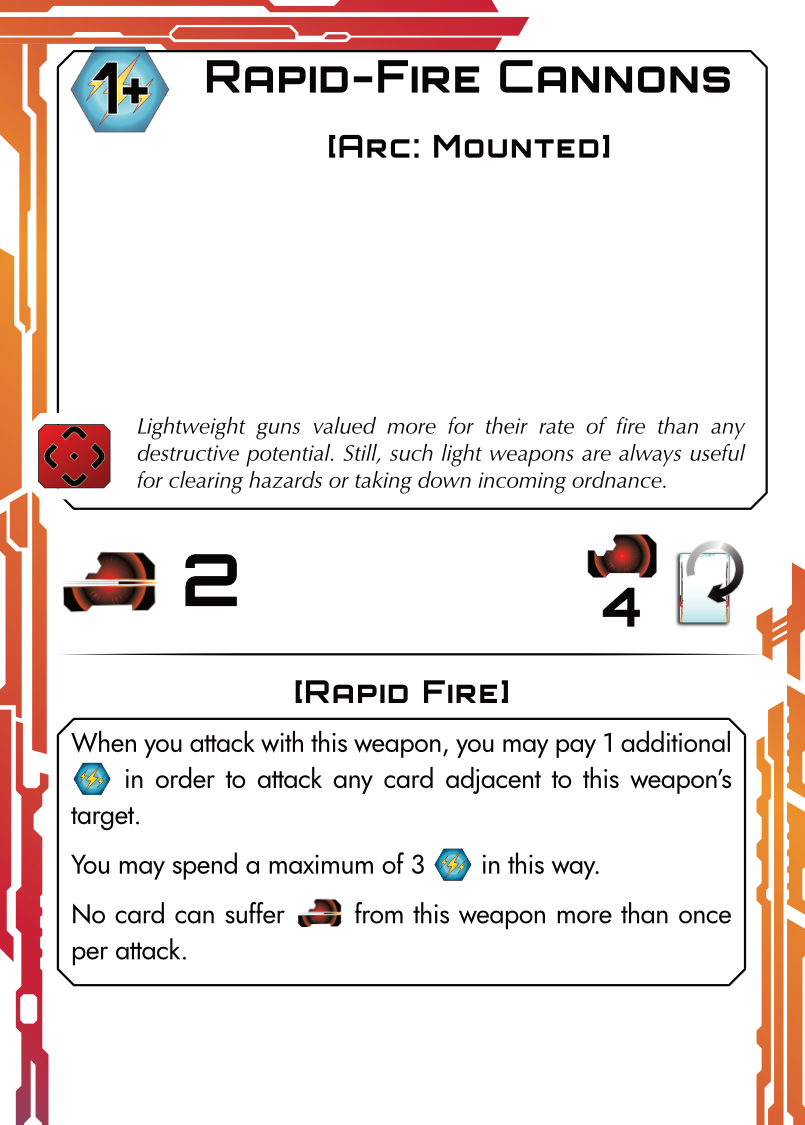 1+
Rapid-Fire Cannons
[Arc: Mounted]
Lightweight guns valued more for their rate of fire than any
destructive potential. Still, such light weapons are always useful
for clearing hazards or taking down incoming ordnance.
2
4
[Rapid Fire]
When you attack with this weapon, you may pay 1 additional
in order to attack any card adjacent to this weapon's
target.
You may spend a maximum of 3 in this way.
No card can suffer from this weapon more than once
per attack.